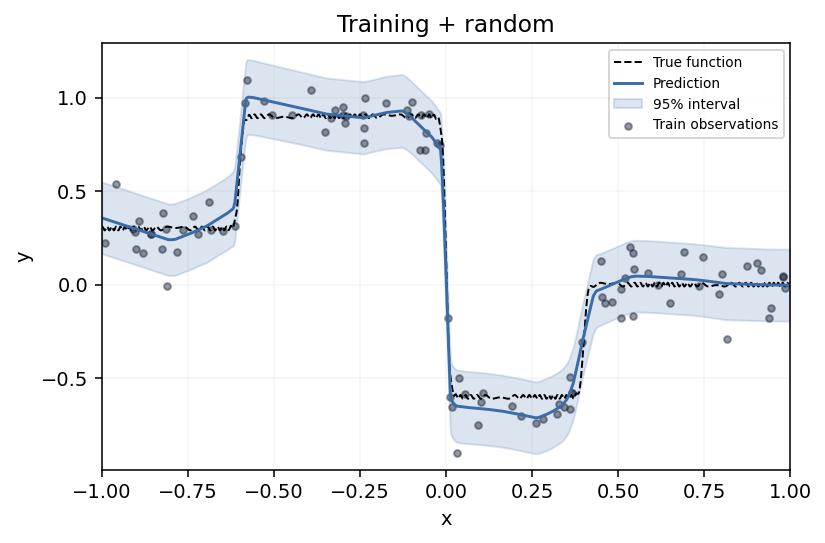 Training + random
True function
Prediction
95% interval
Train observations
y
1.0
0.5
0.0
−0.5
−1.00 −0.75 −0.50 −0.25 0.00 0.25 0.50 0.75 1.00
x